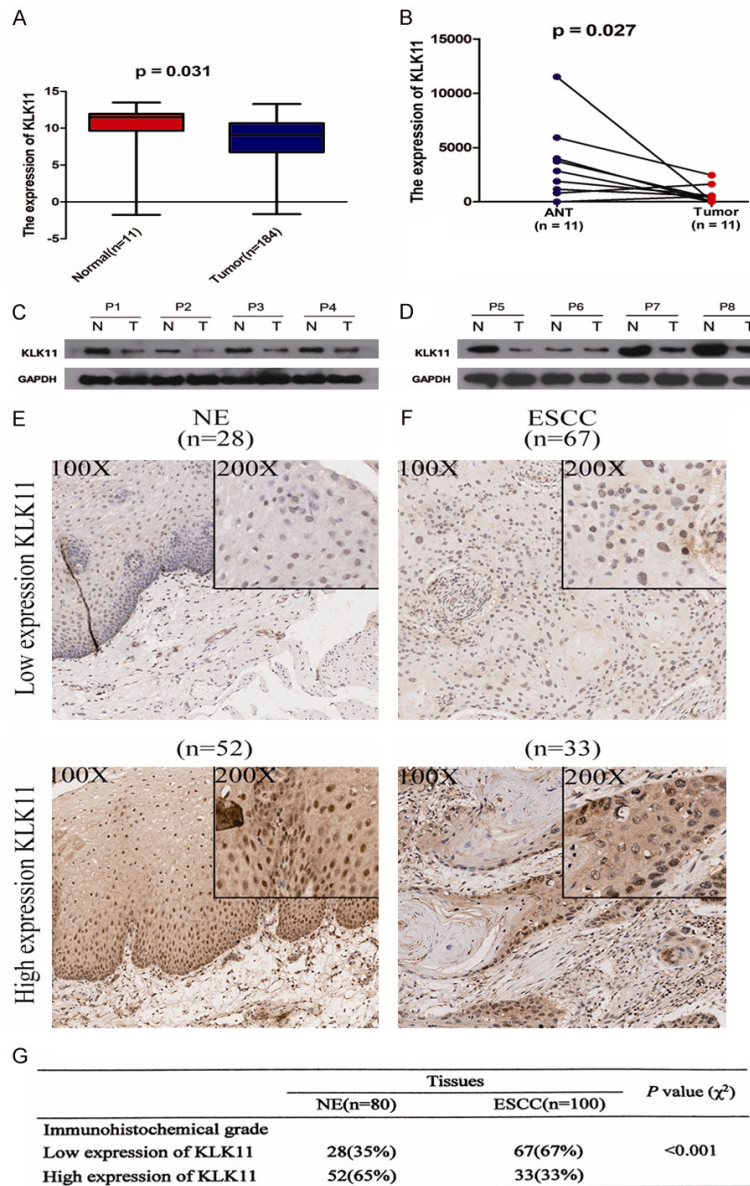 A
p = 0.031
The expression of KLK11
15
10
5
0
-5
Normal(n=11)
Tumor(n=184)
B
p = 0.027
The expression of KLK11
15000
10000
5000
0
ANT
(n = 11)
Tumor
(n = 11)
C
P1 P2 P3 P4
N T N T N T N T
KLK11
GAPDH
D
P5 P6 P7 P8
N T N T N T N T
KLK11
GAPDH
E
NE
(n=28)
Low expression KLK11
100X
200X
F
ESCC
(n=67)
100X
200X
(n=52)
High expression KLK11
100X
200X
(n=33)
100X
200X
G
Tissues
P value (χ²)
NE(n=80) ESCC(n=100)
Immunohistochemical grade
Low expression of KLK11 28(35%) 67(67%) <0.001
High expression of KLK11 52(65%) 33(33%)